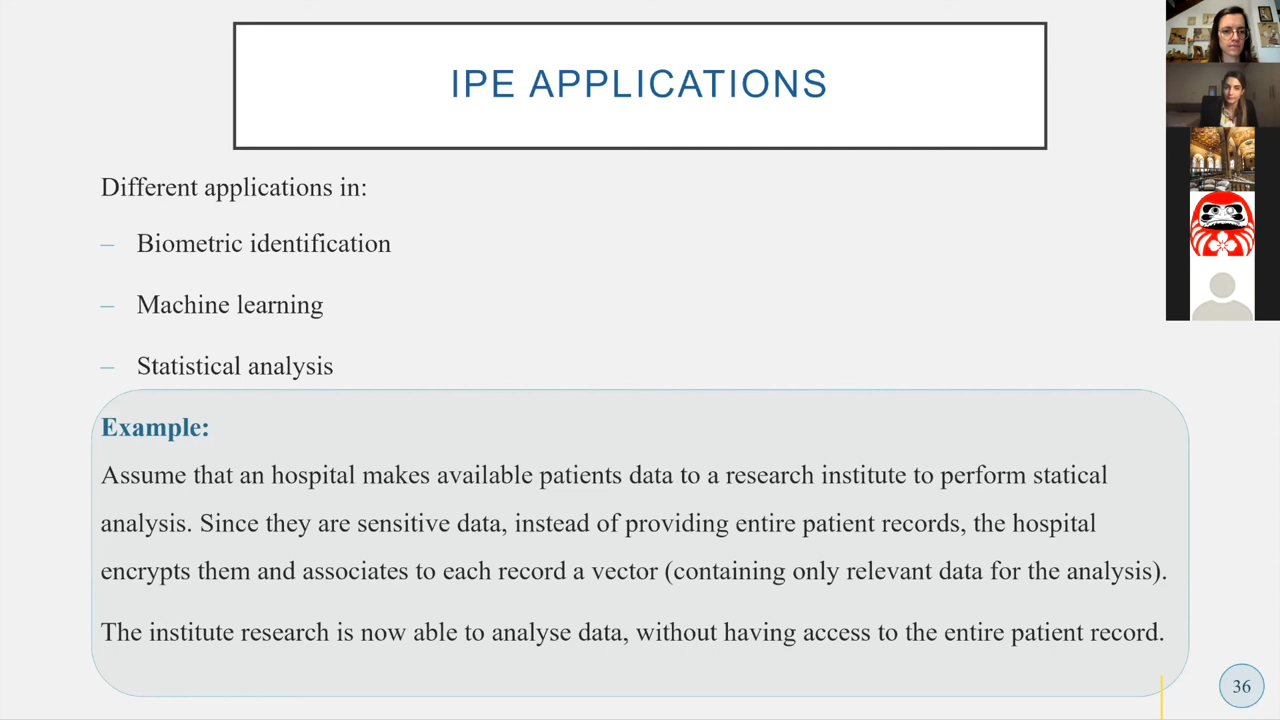 IPE APPLICATIONS
Different applications in:
– Biometric identification
– Machine learning
– Statistical analysis
Example:
Assume that an hospital makes available patients data to a research institute to perform statical
analysis. Since they are sensitive data, instead of providing entire patient records, the hospital
encrypts them and associates to each record a vector (containing only relevant data for the analysis).
The institute research is now able to analyse data, without having access to the entire patient record.
36